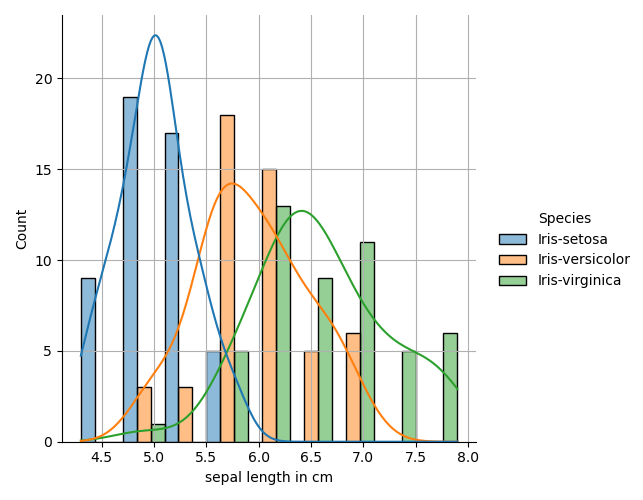 20
15
10
5
0
Count
4.5 5.0 5.5 6.0 6.5 7.0 7.5 8.0
sepal length in cm
Species
Iris-setosa
Iris-versicolor
Iris-virginica